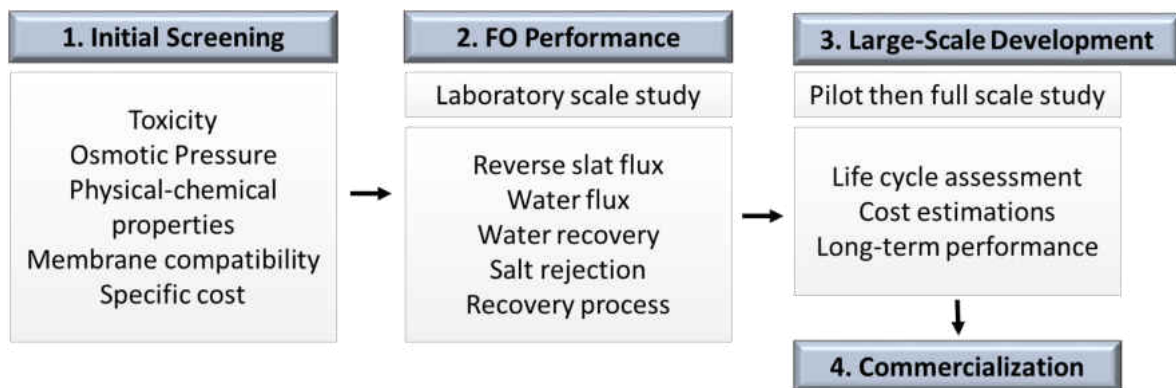 1. Initial Screening
Toxicity
Osmotic Pressure
Physical-chemical
properties
Membrane compatibility
Specific cost
2. FO Performance
Laboratory scale study
Reverse slat flux
Water flux
Water recovery
Salt rejection
Recovery process
3. Large-Scale Development
Pilot then full scale study
Life cycle assessment
Cost estimations
Long-term performance
4. Commercialization